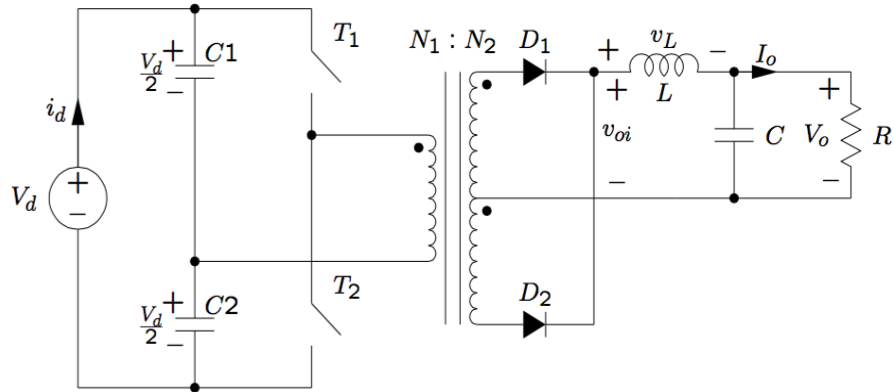 T1
N1 : N2
D1
+ vL −
Io
+ C1
Vd/2
−
+
L
+
id
voi
C
Vo
R
+
Vd
−
−
−
T2
+ C2
D2
Vd/2
−